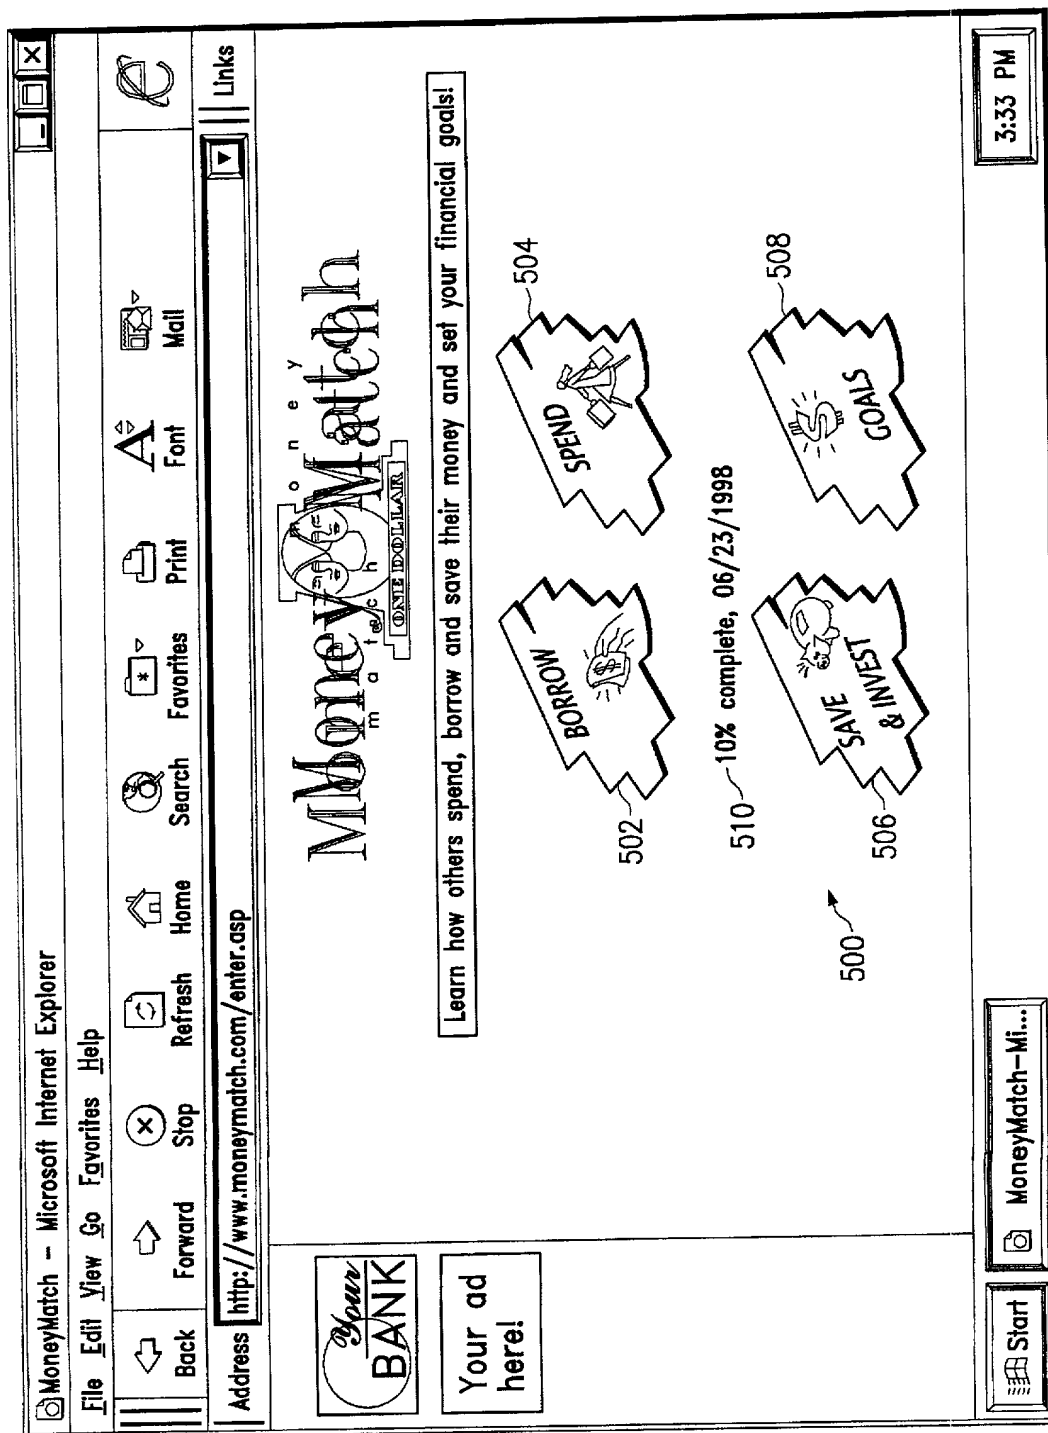 MoneyMatch – Microsoft Internet Explorer
File Edit View Go Favorites Help
Back Forward Stop Refresh Home Search Favorites Print Font Mail
Address http://www.moneymatch.com/enter.asp Links
Your
BANK
Your ad
here!
MoneyMatch
money
match
ONE DOLLAR
Learn how others spend, borrow and save their money and set your financial goals!
BORROW
SPEND
502
504
510 10% complete, 06/23/1998
SAVE
& INVEST
GOALS
506
508
500
Start MoneyMatch–Mi... 3:33 PM